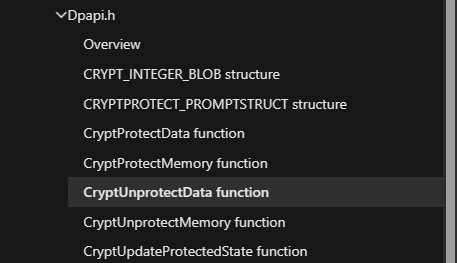 Dpapi.h
Overview
CRYPT_INTEGER_BLOB structure
CRYPTPROTECT_PROMPTSTRUCT structure
CryptProtectData function
CryptProtectMemory function
CryptUnprotectData function
CryptUnprotectMemory function
CryptUpdateProtectedState function